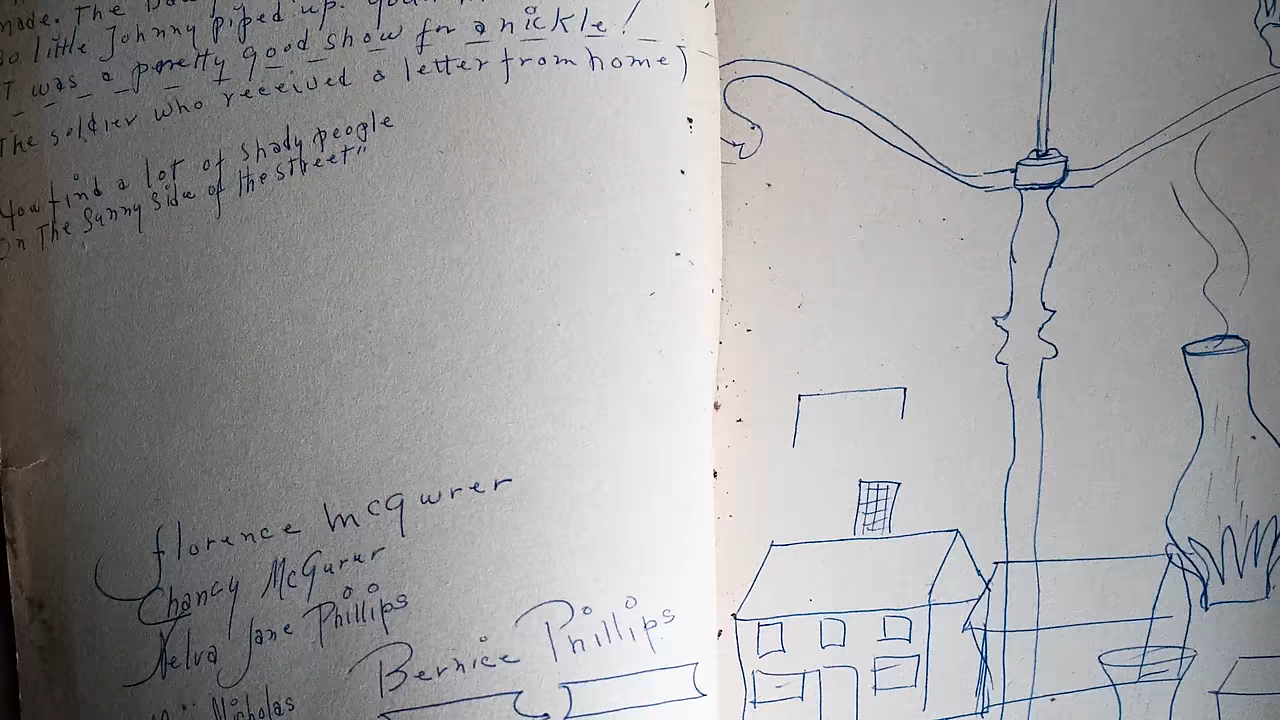 made. The
So little Johnny piped up.
IT was a pretty good show for a nickle!
The soldier who received a letter from home)
You find a lot of shady people
On The Sunny Side of the street"
florence mcgurer
Chancy McGurer
Nelva Jane Phillips
Bernice Phillips
Nicholas